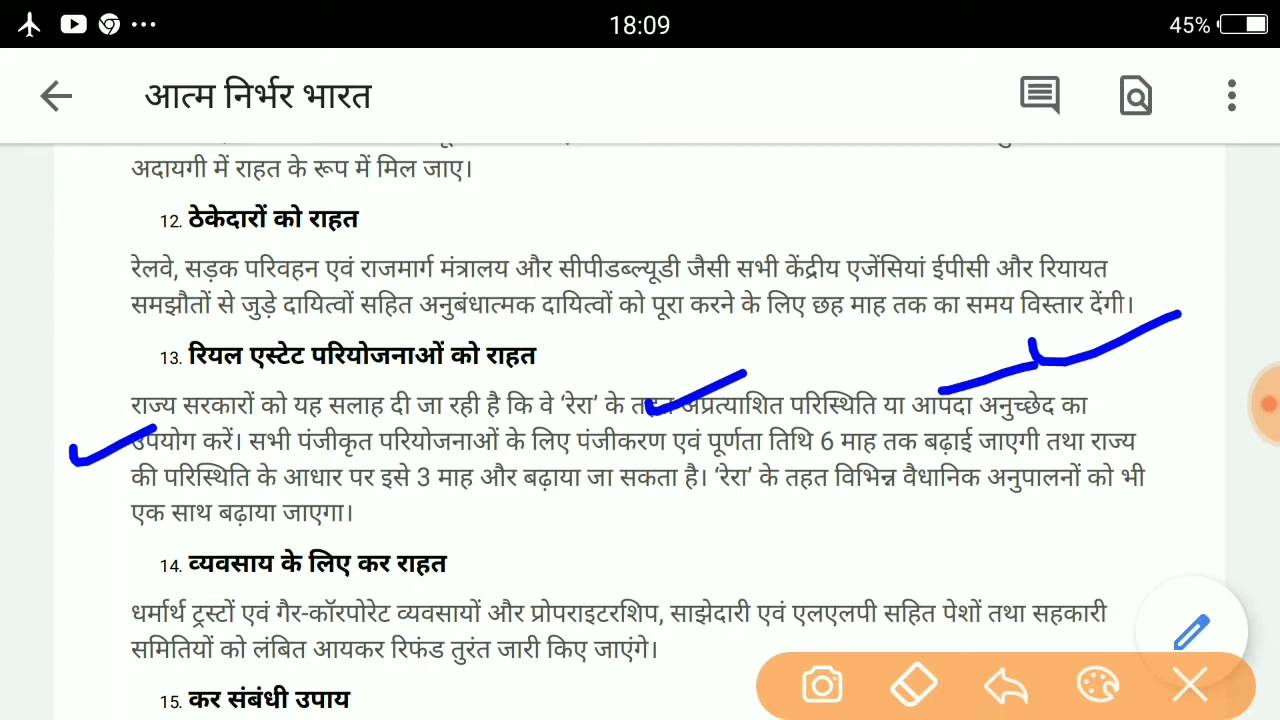 18:09
45%
आत्म निर्भर भारत
अदायगी में राहत के रूप में मिल जाए।
12. ठेकेदारों को राहत
रेलवे, सड़क परिवहन एवं राजमार्ग मंत्रालय और सीपीडब्ल्यूडी जैसी सभी केंद्रीय एजेंसियां ईपीसी और रियायत
समझौतों से जुड़े दायित्वों सहित अनुबंधात्मक दायित्वों को पूरा करने के लिए छह माह तक का समय विस्तार देंगी।
13. रियल एस्टेट परियोजनाओं को राहत
राज्य सरकारों को यह सलाह दी जा रही है कि वे ‘रेरा’ के तहत अप्रत्याशित परिस्थिति या आपदा अनुच्छेद का
उपयोग करें। सभी पंजीकृत परियोजनाओं के लिए पंजीकरण एवं पूर्णता तिथि 6 माह तक बढ़ाई जाएगी तथा राज्य
की परिस्थिति के आधार पर इसे 3 माह और बढ़ाया जा सकता है। ‘रेरा’ के तहत विभिन्न वैधानिक अनुपालनों को भी
एक साथ बढ़ाया जाएगा।
14. व्यवसाय के लिए कर राहत
धर्मार्थ ट्रस्टों एवं गैर-कॉरपोरेट व्यवसायों और प्रोपराइटरशिप, साझेदारी एवं एलएलपी सहित पेशों तथा सहकारी
समितियों को लंबित आयकर रिफंड तुरंत जारी किए जाएंगे।
15. कर संबंधी उपाय